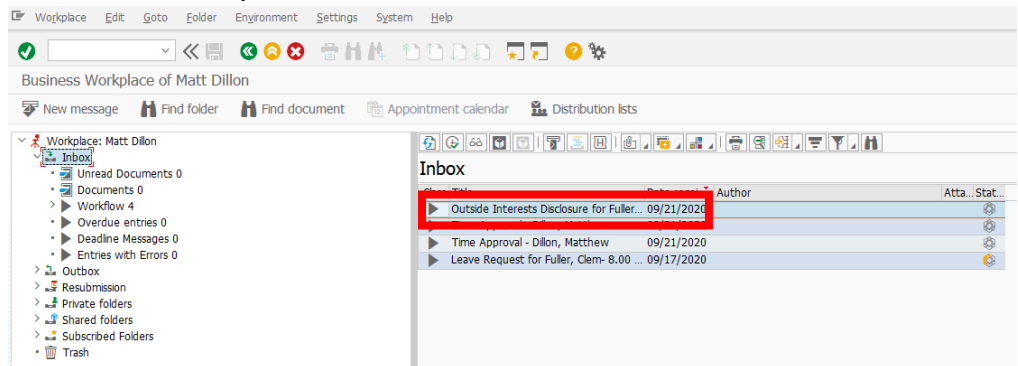 Workplace Edit Goto Folder Environment Settings System Help
Business Workplace of Matt Dillon
New message Find folder Find document Appointment calendar Distribution lists
Workplace: Matt Dillon
Inbox
Unread Documents 0
Documents 0
Workflow 4
Overdue entries 0
Deadline Messages 0
Entries with Errors 0
Outbox
Resubmission
Private folders
Shared folders
Subscribed Folders
Trash
Inbox
Title Author Atta... Stat...
Outside Interests Disclosure for Fuller... 09/21/2020
Time Approval - Dillon, Matthew 09/21/2020
Leave Request for Fuller, Clem- 8.00 ... 09/17/2020